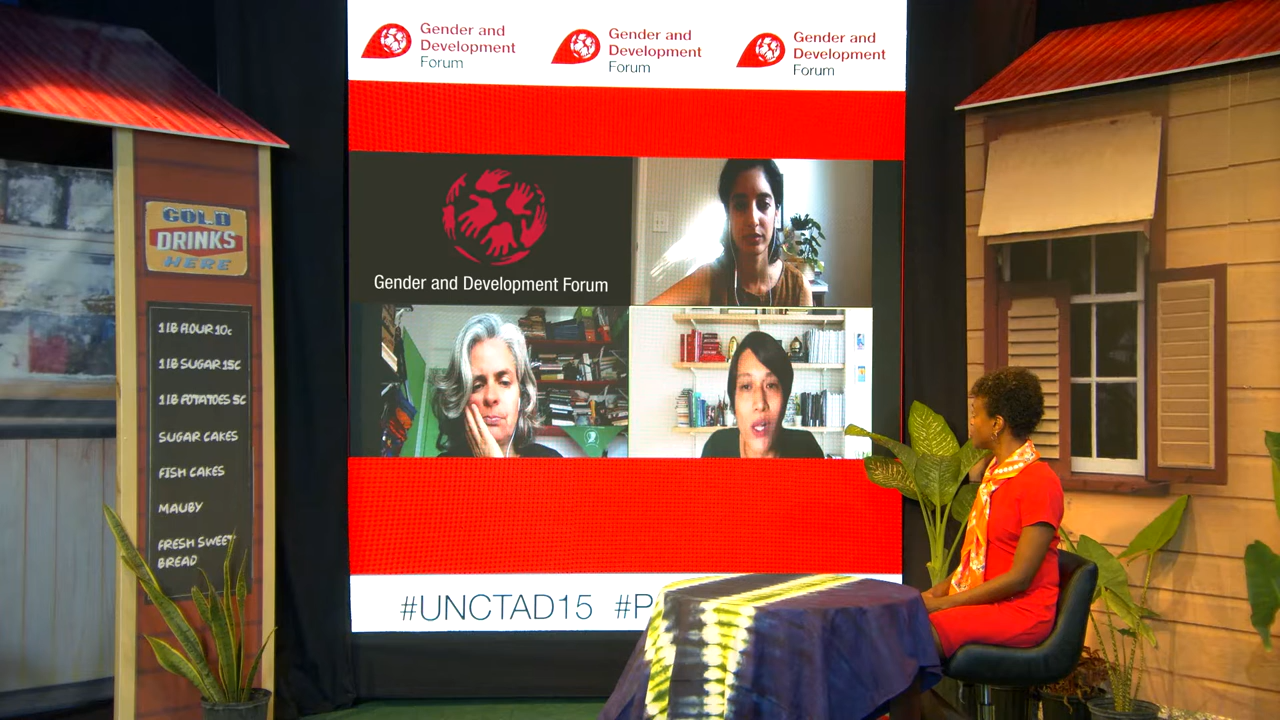 Gender and
Development
Forum
Gender and
Development
Forum
Gender and
Development
Forum
COLD
DRINKS
HERE
1 lB FlOUR 10c
1 lB SUGAR 15C
1 lB POTATOES 5C
SUGAR CAKES
FISH CAKES
MAUBY
FRESH SWEET
BREAD
Gender and Development Forum
#UNCTAD15 #P